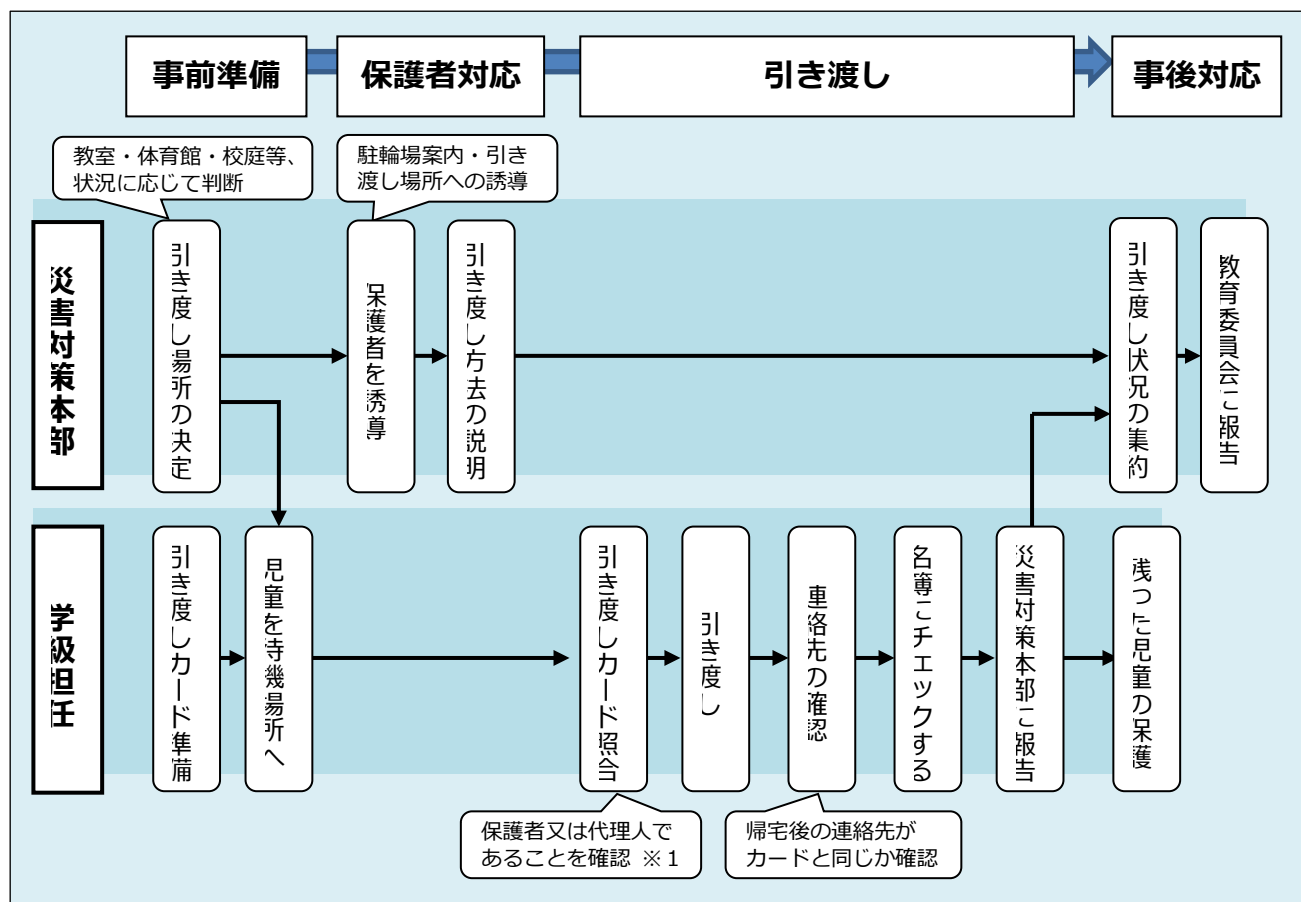 事前準備
保護者対応
引き渡し
事後対応
教室・体育館・校庭等、
状況に応じて判断
駐輪場案内・引き
渡し場所への誘導
災害対策本部
引き渡し場所の決定
保護者を誘導
引き渡し方法の説明
引き渡し状況の集約
教育委員会に報告
学級担任
引き渡しカード準備
児童を待機場所へ
引き渡しカード照合
引き渡し
連絡先の確認
名簿にチェックする
災害対策本部に報告
残った児童の保護
保護者又は代理人で
あることを確認 ※１
帰宅後の連絡先が
カードと同じか確認